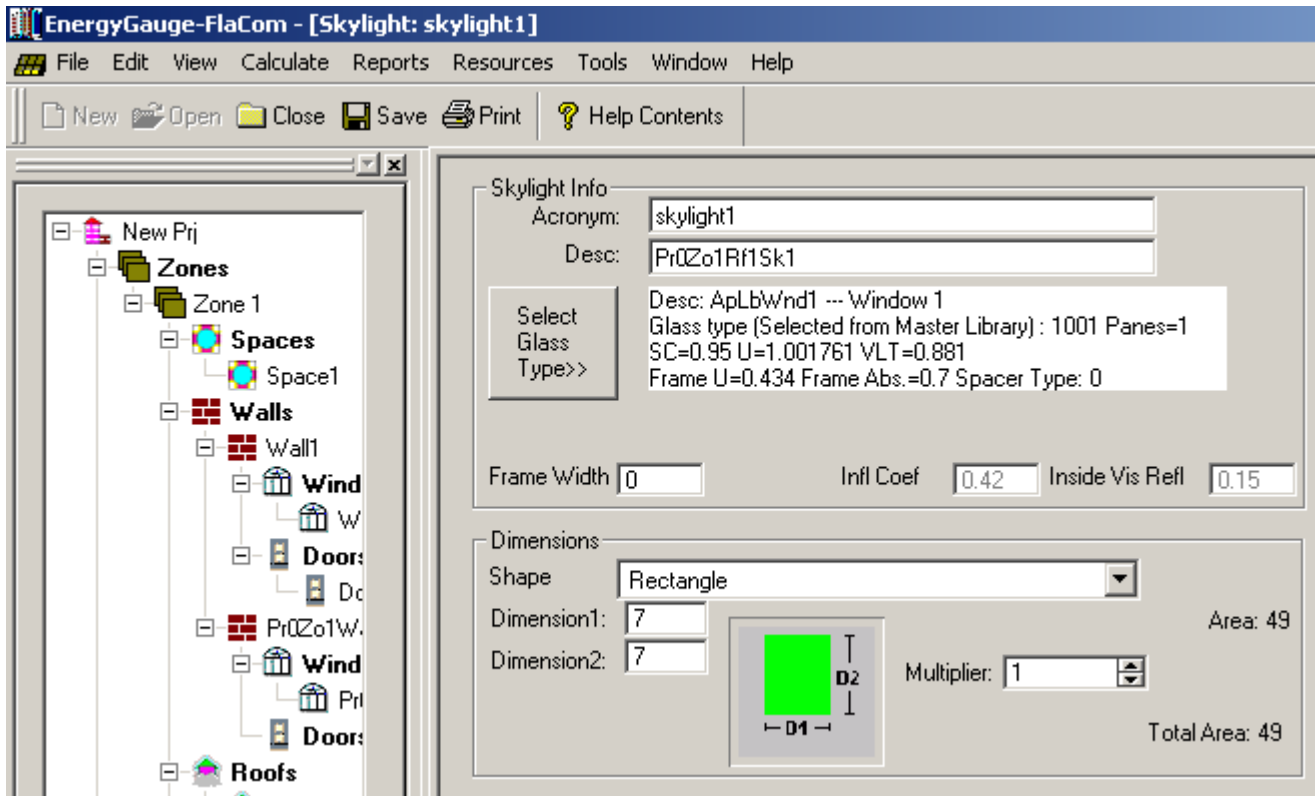 EnergyGauge-FlaCom - [Skylight: skylight1]
File Edit View Calculate Reports Resources Tools Window Help
New Open Close Save Print Help Contents
New Prj
Zones
Zone 1
Spaces
Space1
Walls
Wall1
Wind
W
Doors
Do
Pr0Zo1W
Wind
Pr
Doors
Roofs
Skylight Info
Acronym: skylight1
Desc: Pr0Zo1Rf1Sk1
Select
Glass
Type>>
Desc: ApLbWnd1 --- Window 1
Glass type (Selected from Master Library) : 1001 Panes=1
SC=0.95 U=1.001761 VLT=0.881
Frame U=0.434 Frame Abs.=0.7 Spacer Type: 0
Frame Width 0 Infl Coef 0.42 Inside Vis Refl 0.15
Dimensions
Shape Rectangle
Dimension1: 7
Area: 49
Dimension2: 7
D2
D1
Multiplier: 1
Total Area: 49